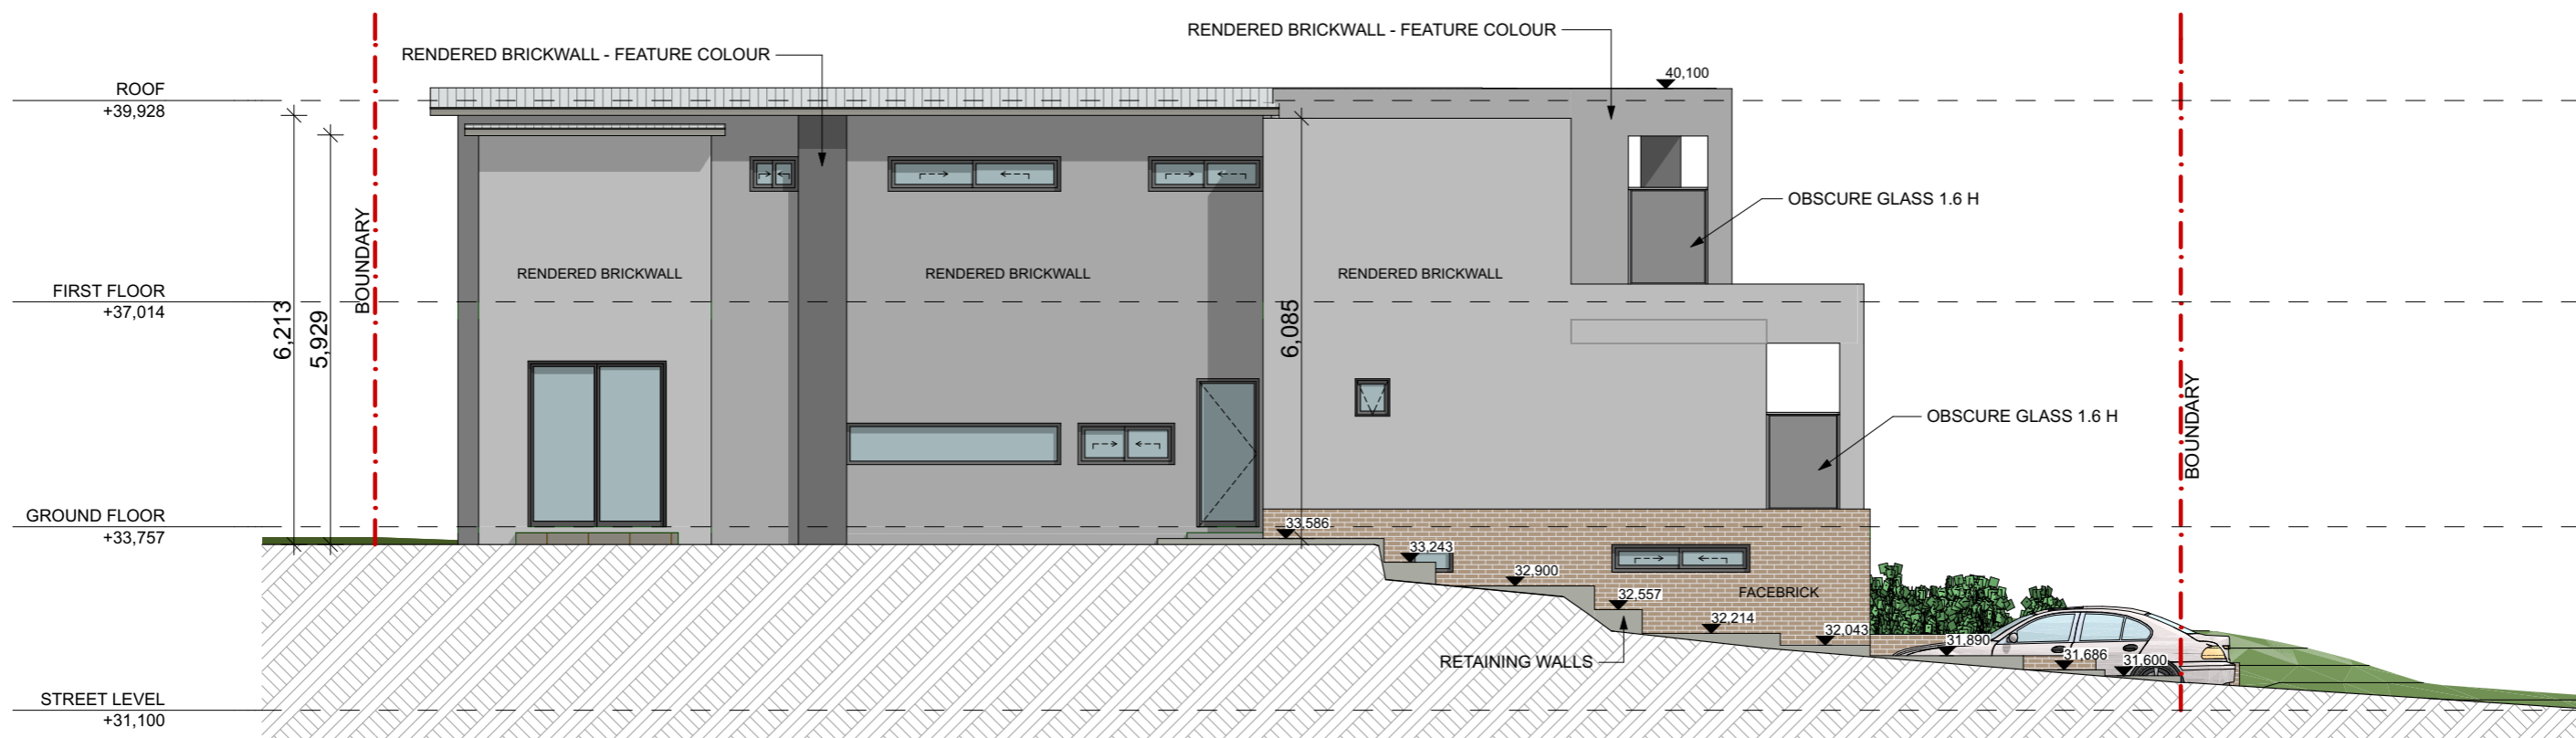 RENDERED BRICKWALL - FEATURE COLOUR
RENDERED BRICKWALL - FEATURE COLOUR
40,100
ROOF
+39,928
BOUNDARY
OBSCURE GLASS 1.6 H
RENDERED BRICKWALL
RENDERED BRICKWALL
RENDERED BRICKWALL
FIRST FLOOR
+37,014
6,213
5,929
6,085
OBSCURE GLASS 1.6 H
BOUNDARY
GROUND FLOOR
+33,757
33,586
33,243
32,900
32,557
FACEBRICK
32,214
32,043
31,890
31,686
31,600
RETAINING WALLS
STREET LEVEL
+31,100